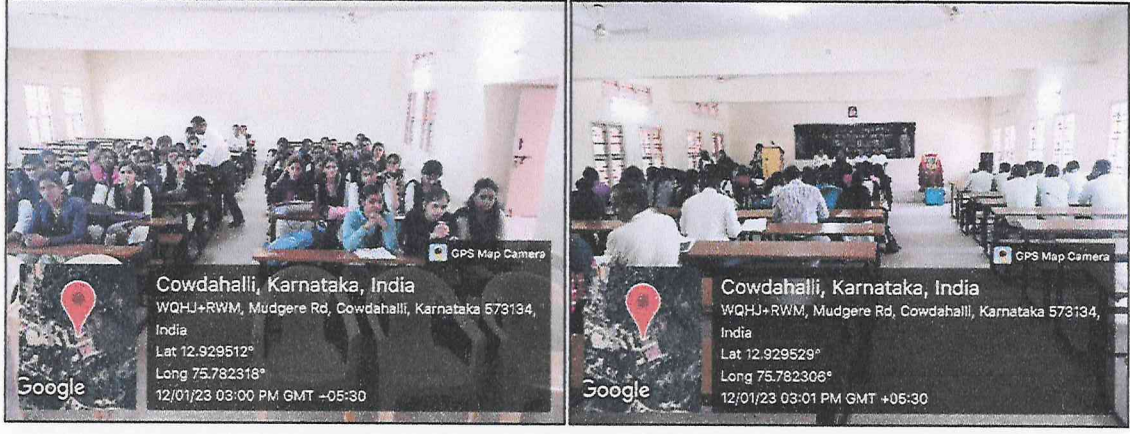 GPS Map Camera
Cowdahalli, Karnataka, India
WQHJ+RWM, Mudgere Rd, Cowdahalli, Karnataka 573134,
India
Lat 12.929512°
Long 75.782318°
12/01/23 03:00 PM GMT +05:30
Google
GPS Map Camera
Cowdahalli, Karnataka, India
WQHJ+RWM, Mudgere Rd, Cowdahalli, Karnataka 573134,
India
Lat 12.929529°
Long 75.782306°
12/01/23 03:01 PM GMT +05:30
Google